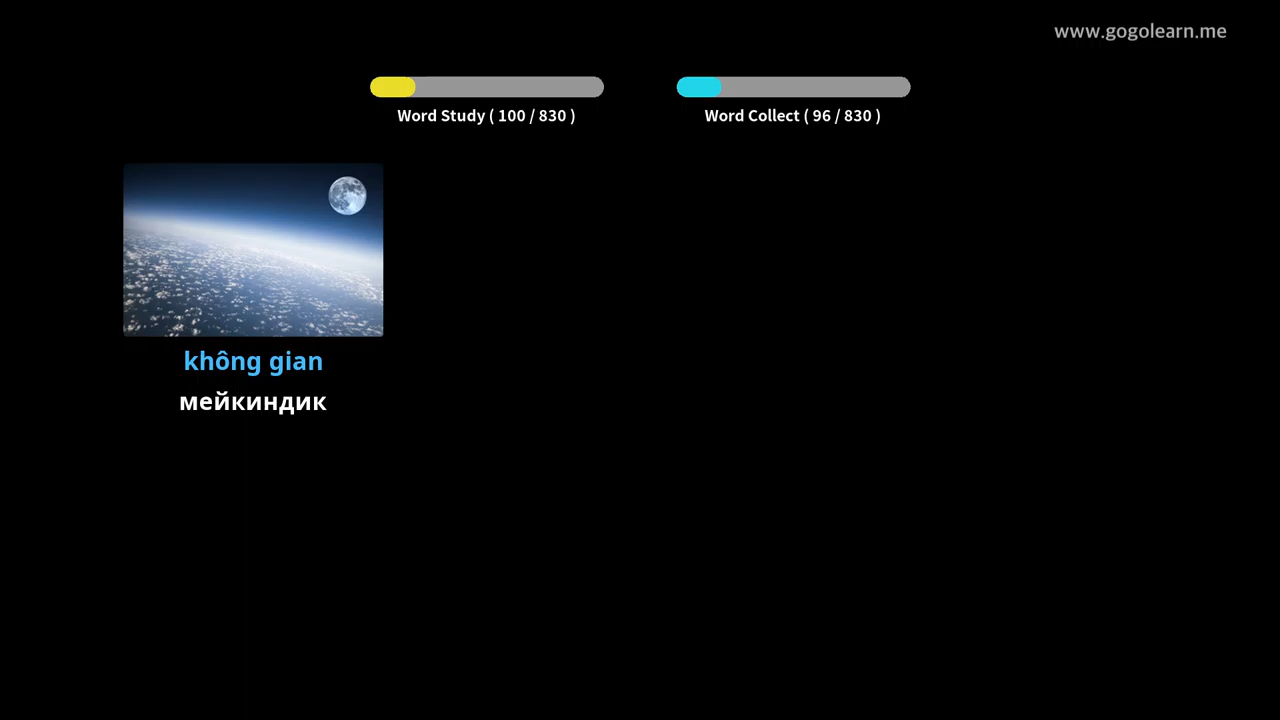 www.gogolearn.me
Word Study ( 100 / 830 )
Word Collect ( 96 / 830 )
không gian
мейкиндик